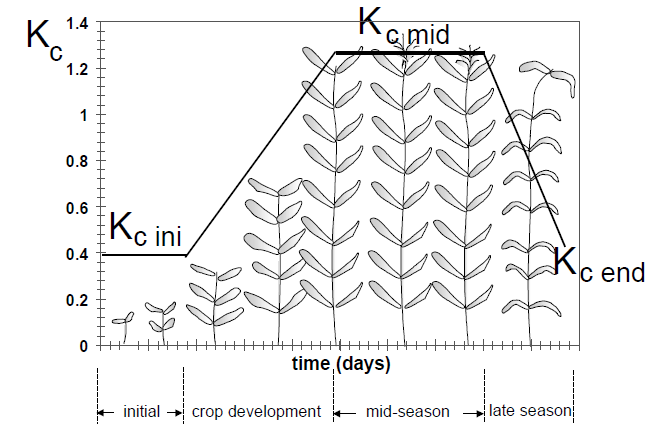 Kc
1.4
1.2
1
0.8
0.6
0.4
0.2
0
Kc mid
Kc ini
Kc end
time (days)
initial
crop development
mid-season
late season